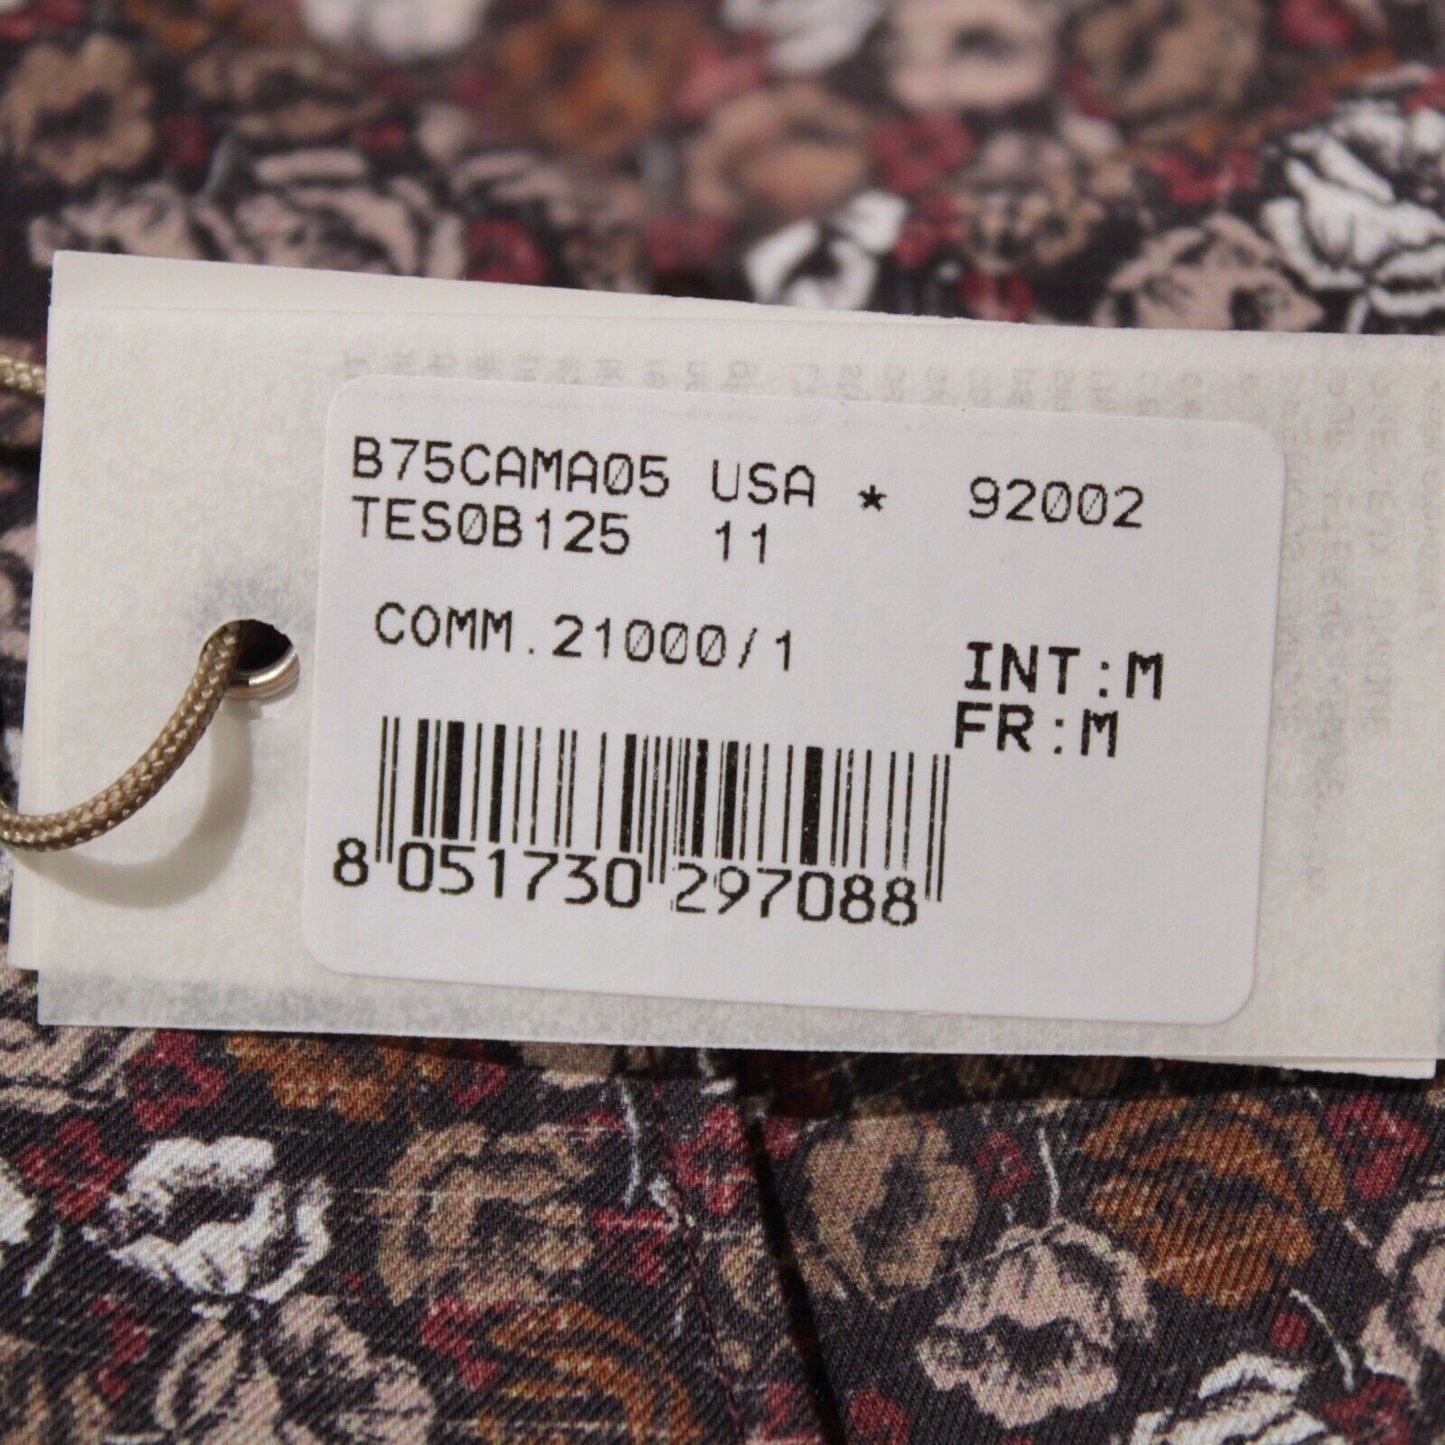 B75CAMA05 USA * 92002
TES0B125 11
COMM.21000/1
INT:M
FR:M
8 051730 297088